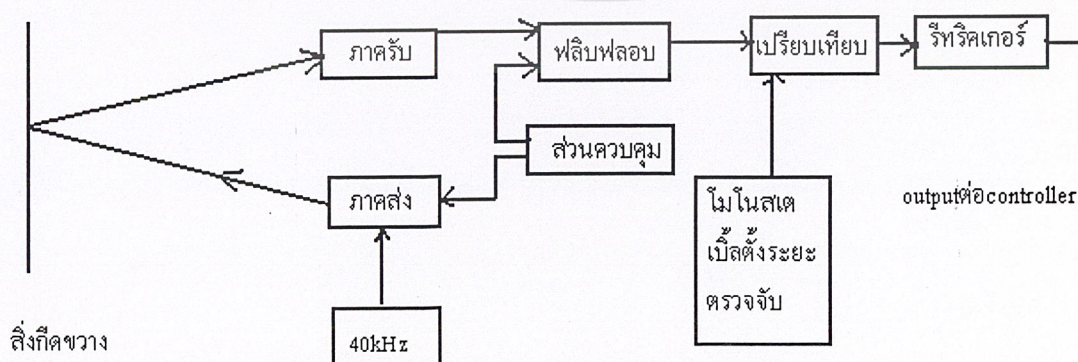 ภาครับ
ฟลิบฟลอบ
เปรียบเทียบ
รีทริคเกอร์
ส่วนควบคุม
ภาคส่ง
โมโนสเต
เบิ้ลตั้งระยะ
ตรวจจับ
outputต่อcontroller
สิ่งกีดขวาง
40kHz